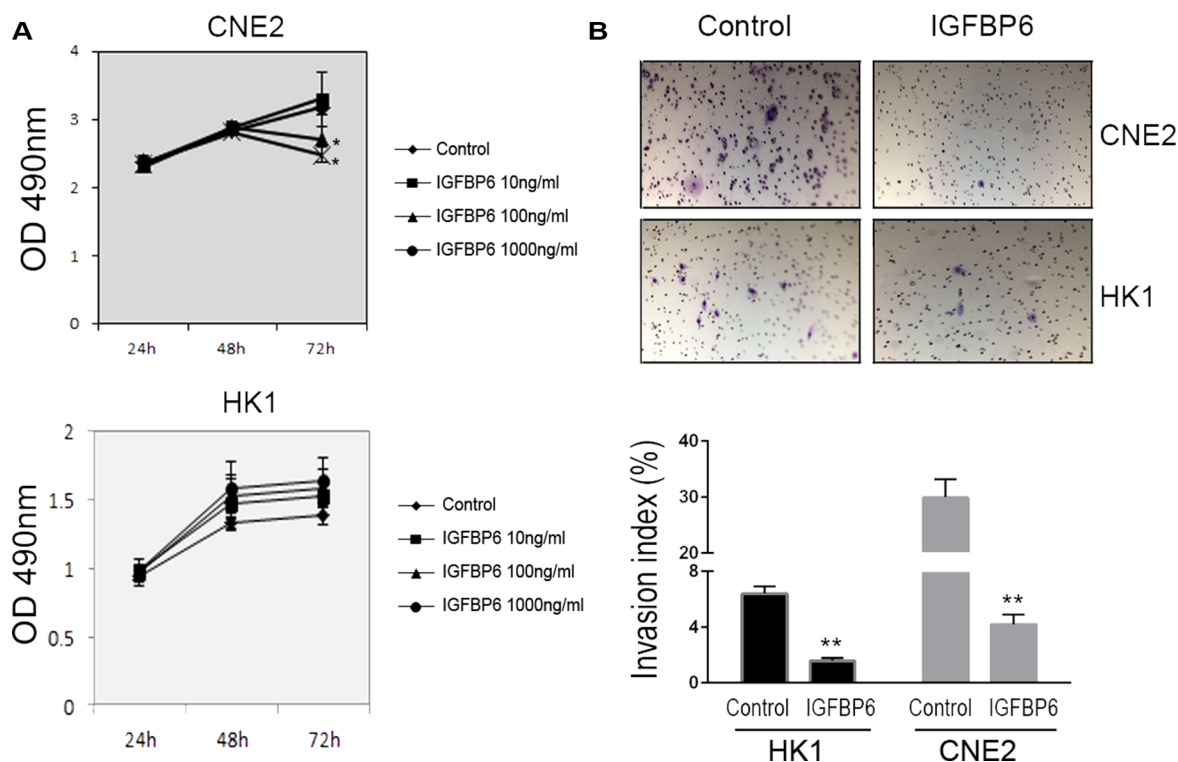 A
CNE2
OD 490nm
4
3
2
1
0
24h 48h 72h
*
*
Control
IGFBP6 10ng/ml
IGFBP6 100ng/ml
IGFBP6 1000ng/ml
HK1
OD 490nm
2
1.5
1
0.5
0
24h 48h 72h
Control
IGFBP6 10ng/ml
IGFBP6 100ng/ml
IGFBP6 1000ng/ml
B
Control IGFBP6
CNE2
HK1
Invasion index (%)
40
30
20
8
4
0
**
**
Control IGFBP6 Control IGFBP6
HK1 CNE2